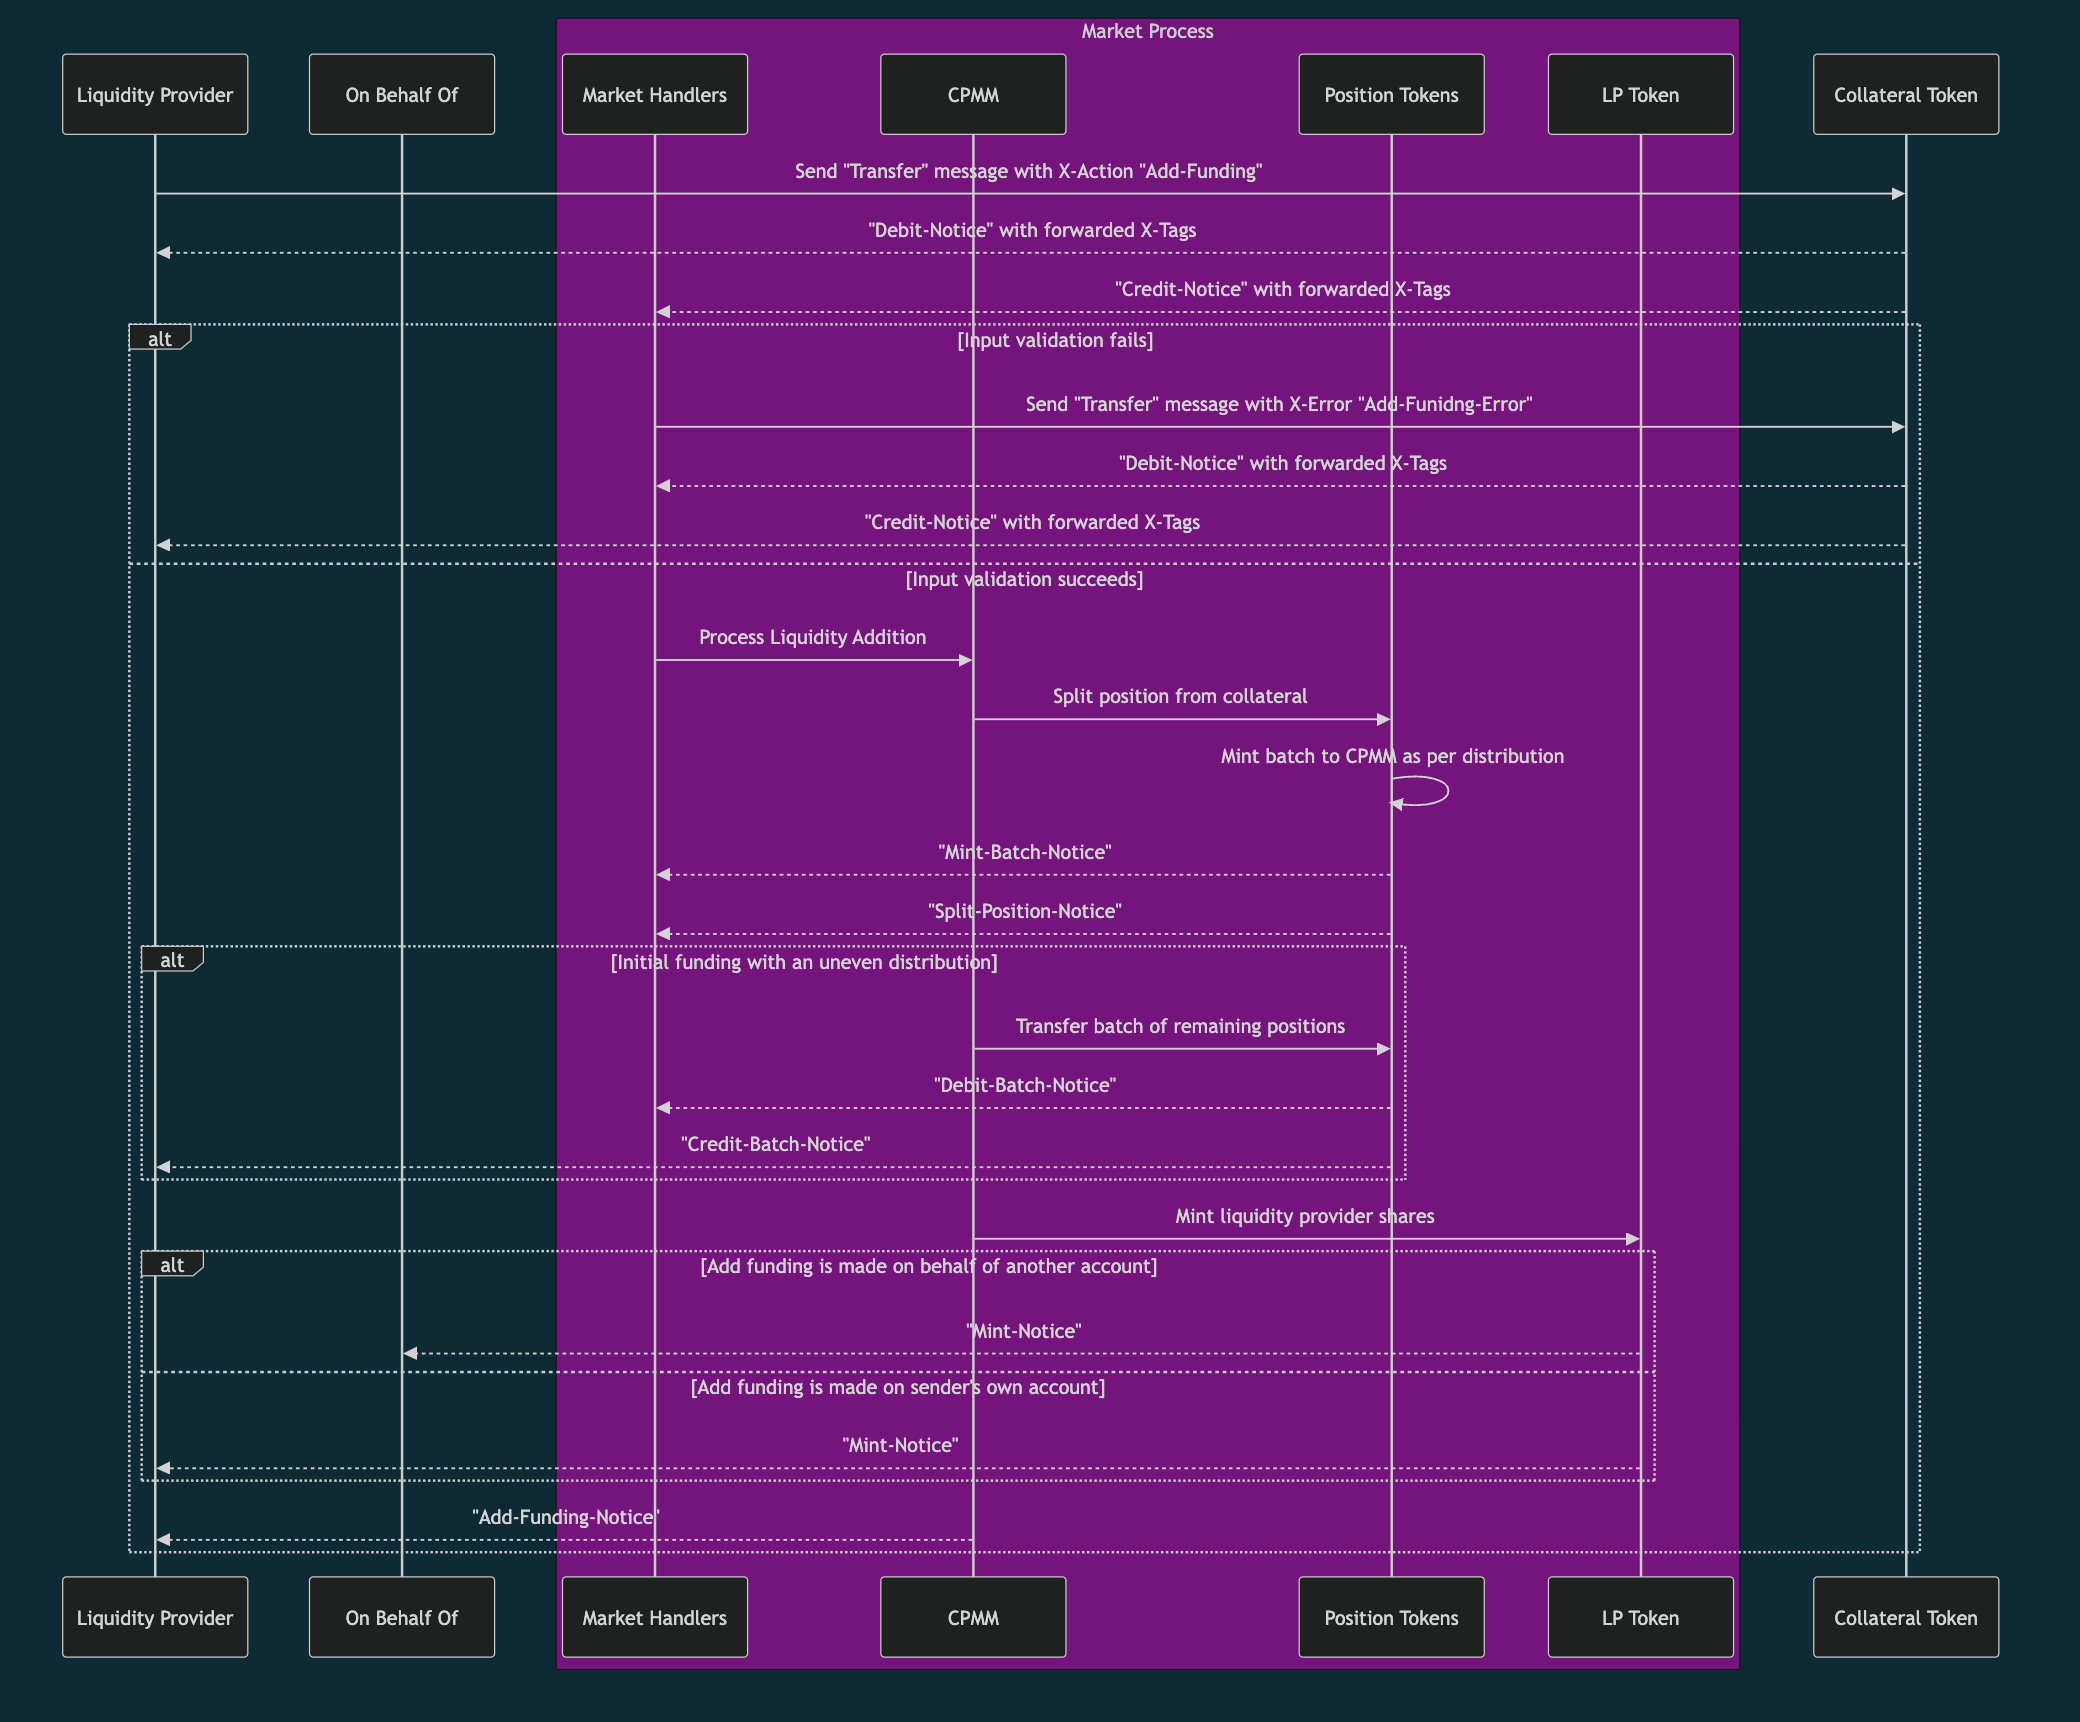 Market Process
Liquidity Provider
On Behalf Of
Market Handlers
CPMM
Position Tokens
LP Token
Collateral Token
Send "Transfer" message with X-Action "Add-Funding"
"Debit-Notice" with forwarded X-Tags
"Credit-Notice" with forwarded X-Tags
alt
[Input validation fails]
Send "Transfer" message with X-Error "Add-Funidng-Error"
"Debit-Notice" with forwarded X-Tags
"Credit-Notice" with forwarded X-Tags
[Input validation succeeds]
Process Liquidity Addition
Split position from collateral
Mint batch to CPMM as per distribution
"Mint-Batch-Notice"
"Split-Position-Notice"
alt
[Initial funding with an uneven distribution]
Transfer batch of remaining positions
"Debit-Batch-Notice"
"Credit-Batch-Notice"
Mint liquidity provider shares
alt
[Add funding is made on behalf of another account]
"Mint-Notice"
[Add funding is made on sender's own account]
"Mint-Notice"
"Add-Funding-Notice"
Liquidity Provider
On Behalf Of
Market Handlers
CPMM
Position Tokens
LP Token
Collateral Token